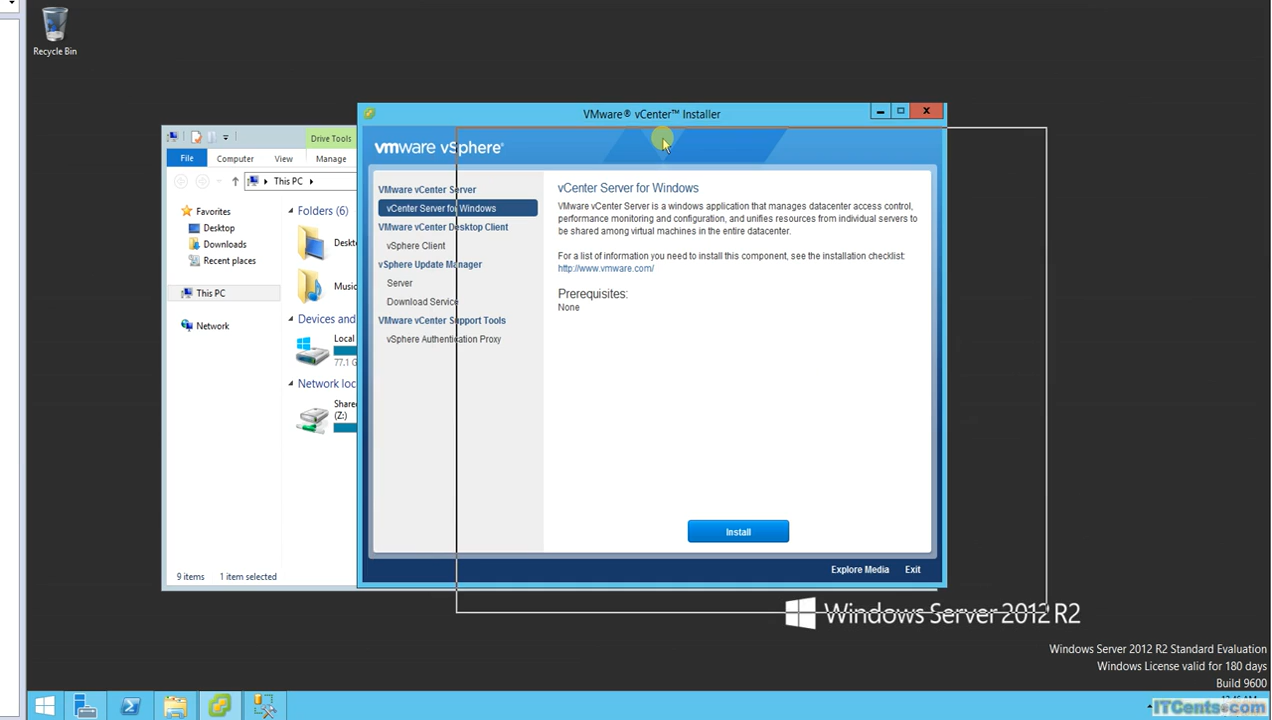 Recycle Bin
VMware® vCenter™ Installer
Drive Tools
File
Computer
View
Manage
This PC
Favorites
Desktop
Downloads
Recent places
This PC
Network
Folders (6)
Deskt
Music
Devices and
Local
77.1 G
Network loc
Share
(Z:)
9 items
1 item selected
vmware vSphere®
VMware vCenter Server
vCenter Server for Windows
VMware vCenter Desktop Client
vSphere Client
vSphere Update Manager
Server
Download Service
VMware vCenter Support Tools
vSphere Authentication Proxy
vCenter Server for Windows
VMware vCenter Server is a windows application that manages datacenter access control,
performance monitoring and configuration, and unifies resources from individual servers to
be shared among virtual machines in the entire datacenter.
For a list of information you need to install this component, see the installation checklist:
http://www.vmware.com/
Prerequisites:
None
Install
Explore Media
Exit
Windows Server 2012 R2
Windows Server 2012 R2 Standard Evaluation
Windows License valid for 180 days
Build 9600
ITCents.com